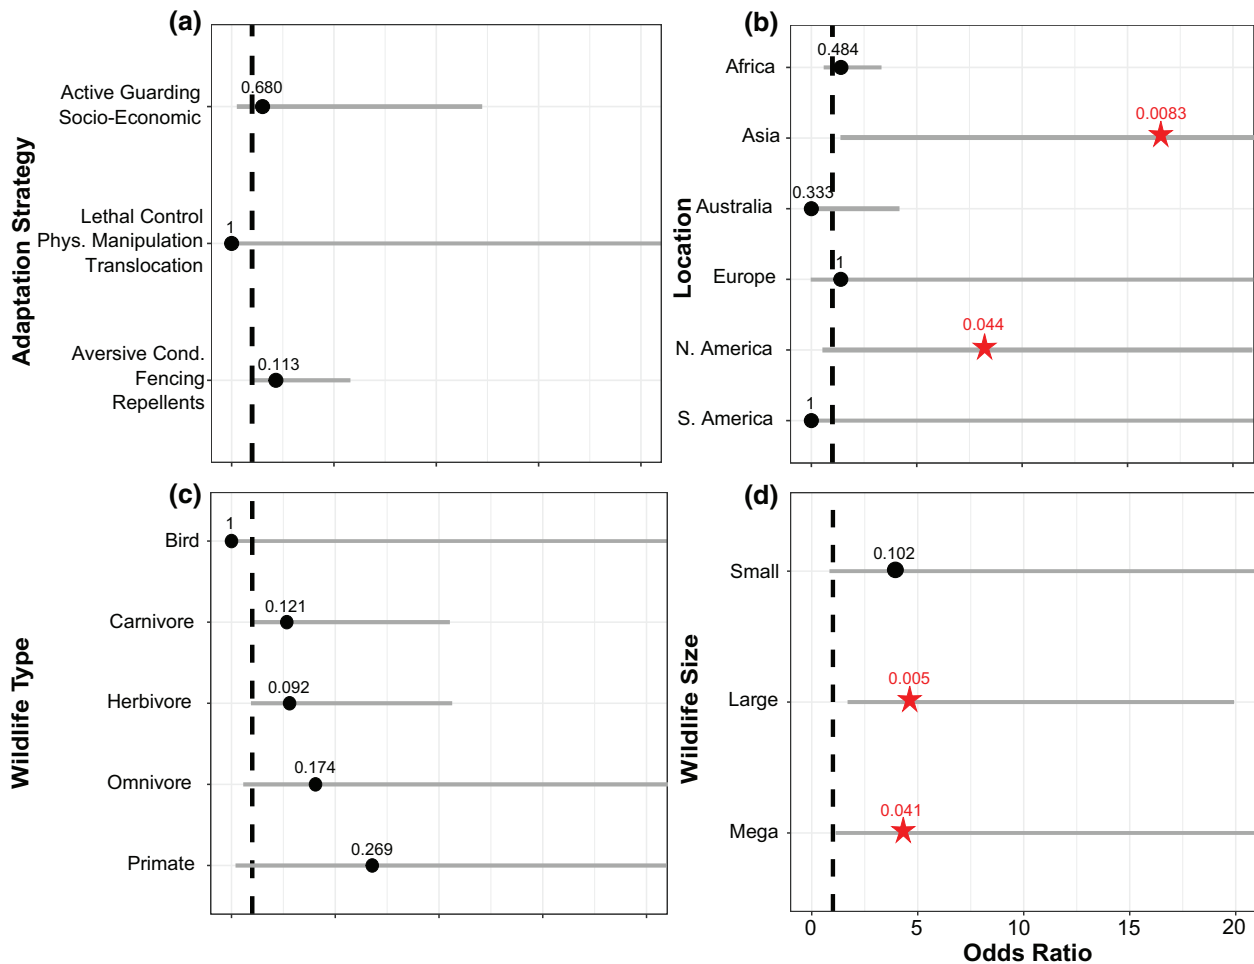 (a)
Adaptation Strategy
Active Guarding
Socio-Economic
0.680
Lethal Control
Phys. Manipulation
Translocation
1
Aversive Cond.
Fencing
Repellents
0.113
(b)
Location
Africa
0.484
Asia
0.0083
Australia
0.333
Europe
1
N. America
0.044
S. America
1
(c)
Wildlife Type
Bird
1
Carnivore
0.121
Herbivore
0.092
Omnivore
0.174
Primate
0.269
(d)
Wildlife Size
Small
0.102
Large
0.005
Mega
0.041
0 5 10 15 20
Odds Ratio